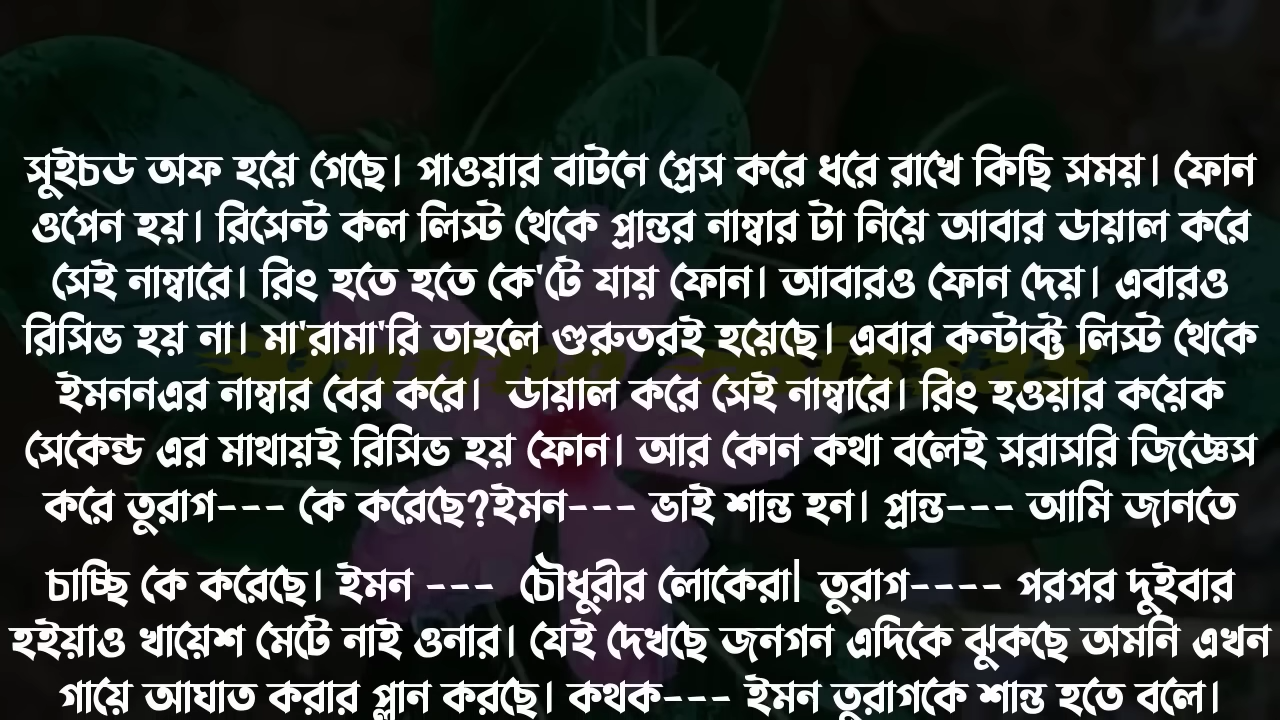 সুইচড অফ হয়ে গেছে। পাওয়ার বাটনে প্রেস করে ধরে রাখে কিছি সময়। ফোন
ওপেন হয়। রিসেন্ট কল লিস্ট থেকে প্রান্তর নাম্বার টা নিয়ে আবার ডায়াল করে
সেই নাম্বারে। রিং হতে হতে কে'টে যায় ফোন। আবারও ফোন দেয়। এবারও
রিসিভ হয় না। মা'রামা'রি তাহলে গুরুতরই হয়েছে। এবার কন্টাক্ট লিস্ট থেকে
ইমননএর নাম্বার বের করে। ডায়াল করে সেই নাম্বারে। রিং হওয়ার কয়েক
সেকেন্ড এর মাথায়ই রিসিভ হয় ফোন। আর কোন কথা বলেই সরাসরি জিজ্ঞেস
করে তুরাগ--- কে করেছে?ইমন--- ভাই শান্ত হন। প্রান্ত--- আমি জানতে
চাচ্ছি কে করেছে। ইমন --- চৌধুরীর লোকেরা| তুরাগ---- পরপর দুইবার
হইয়াও খায়েশ মেটে নাই ওনার। যেই দেখছে জনগন এদিকে ঝুকছে অমনি এখন
গায়ে আঘাত করার প্লান করছে। কথক--- ইমন তুরাগকে শান্ত হতে বলে।